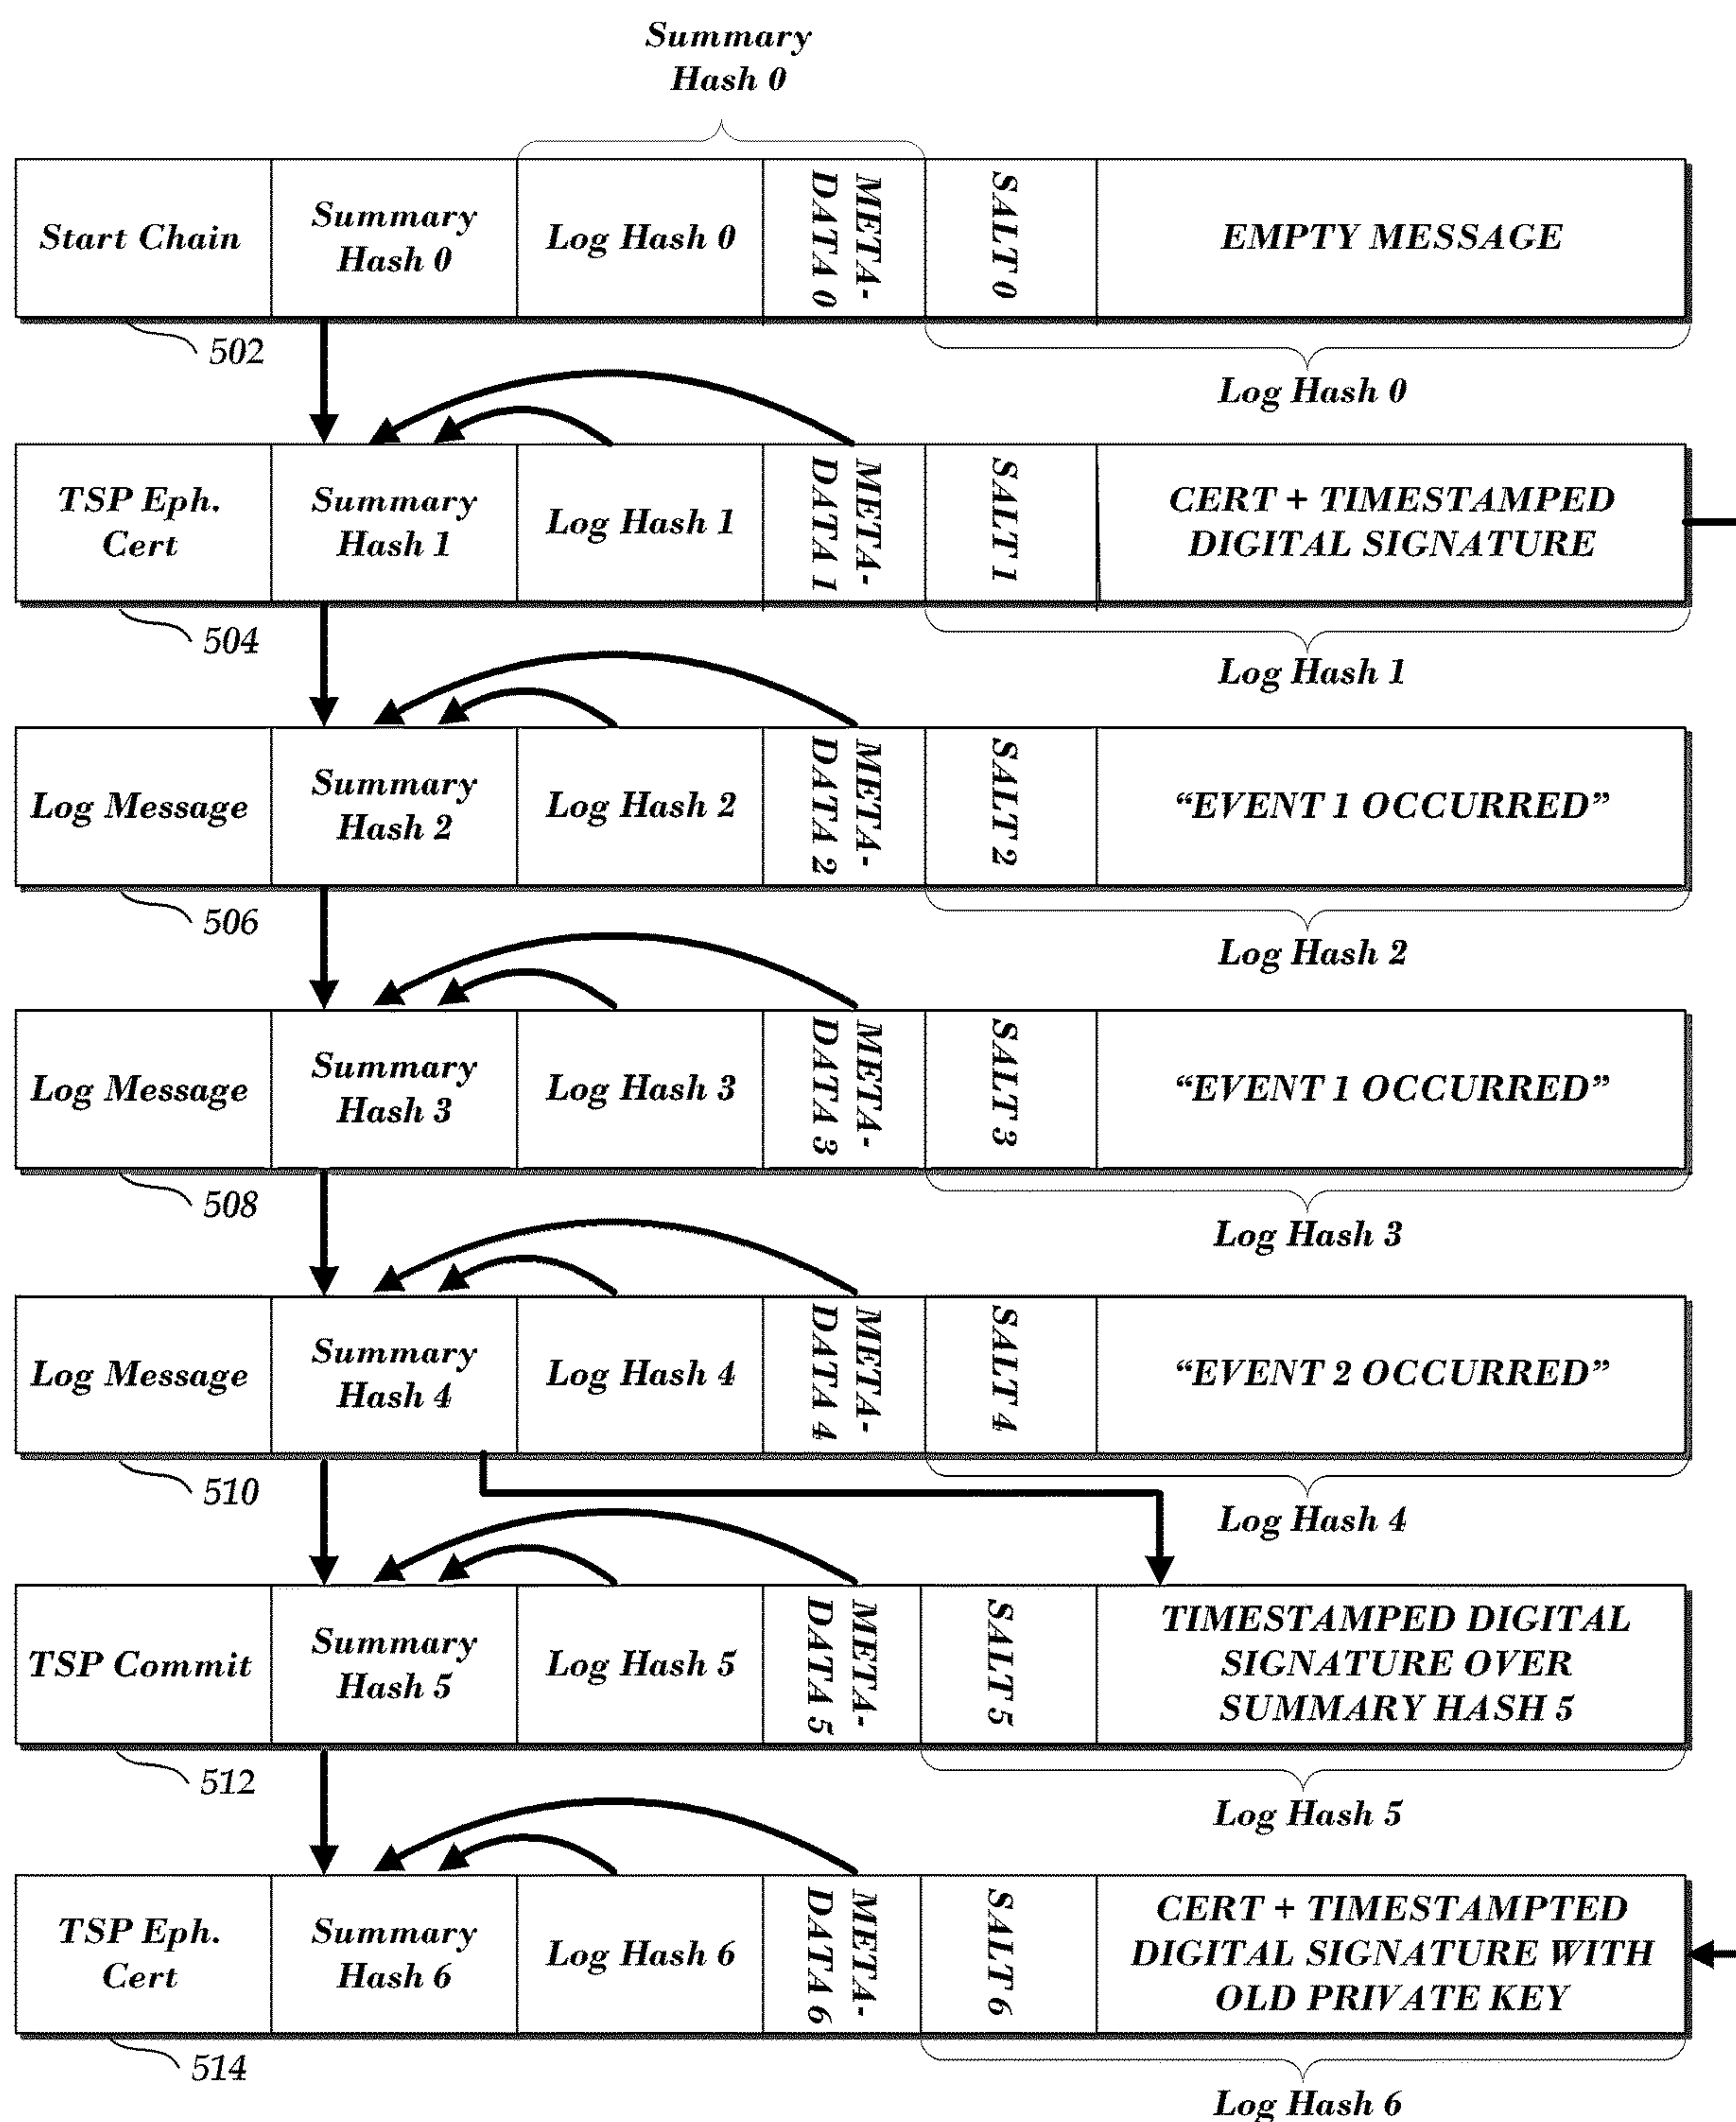 Summary
Hash 0
Start Chain
Summary
Hash 0
Log Hash 0
META-
DATA 0
SALT 0
EMPTY MESSAGE
502
Log Hash 0
TSP Eph.
Cert
Summary
Hash 1
Log Hash 1
META-
DATA 1
SALT 1
CERT + TIMESTAMPED
DIGITAL SIGNATURE
504
Log Hash 1
Log Message
Summary
Hash 2
Log Hash 2
META-
DATA 2
SALT 2
“EVENT 1 OCCURRED”
506
Log Hash 2
Log Message
Summary
Hash 3
Log Hash 3
META-
DATA 3
SALT 3
“EVENT 1 OCCURRED”
508
Log Hash 3
Log Message
Summary
Hash 4
Log Hash 4
META-
DATA 4
SALT 4
“EVENT 2 OCCURRED”
510
Log Hash 4
TSP Commit
Summary
Hash 5
Log Hash 5
META-
DATA 5
SALT 5
TIMESTAMPED DIGITAL
SIGNATURE OVER
SUMMARY HASH 5
512
Log Hash 5
TSP Eph.
Cert
Summary
Hash 6
Log Hash 6
META-
DATA 6
SALT 6
CERT + TIMESTAMPTED
DIGITAL SIGNATURE WITH
OLD PRIVATE KEY
514
Log Hash 6